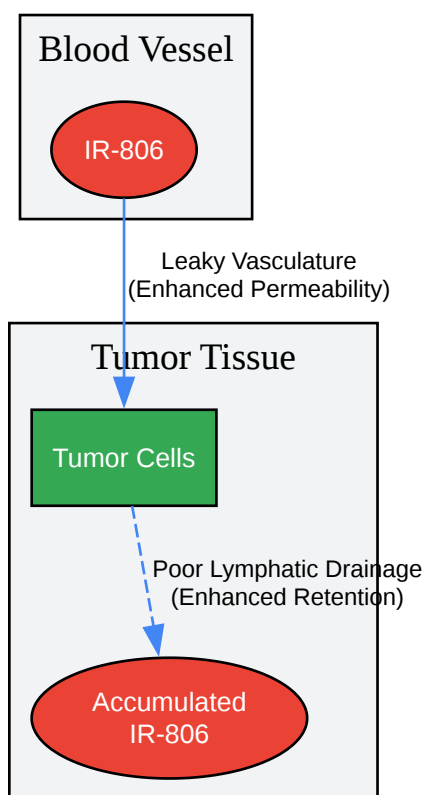 Blood Vessel
IR-806
Leaky Vasculature
(Enhanced Permeability)
Tumor Tissue
Tumor Cells
Poor Lymphatic Drainage
(Enhanced Retention)
Accumulated
IR-806